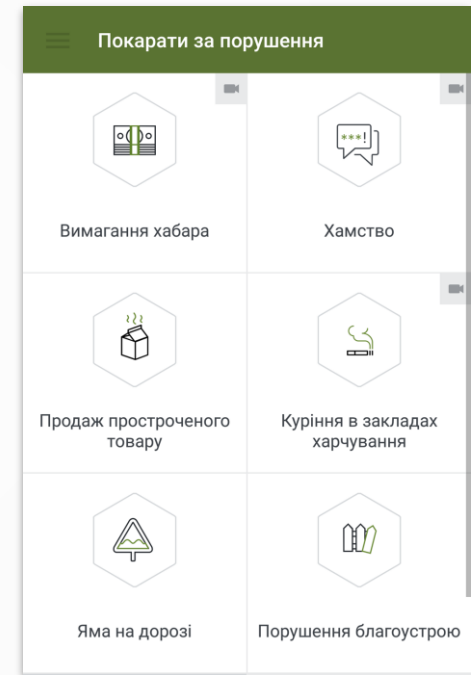 Покарати за порушення
***!
Вимагання хабара
Хамство
Продаж простроченого
товару
Куріння в закладах
харчування
Яма на дорозі
Порушення благоустрою